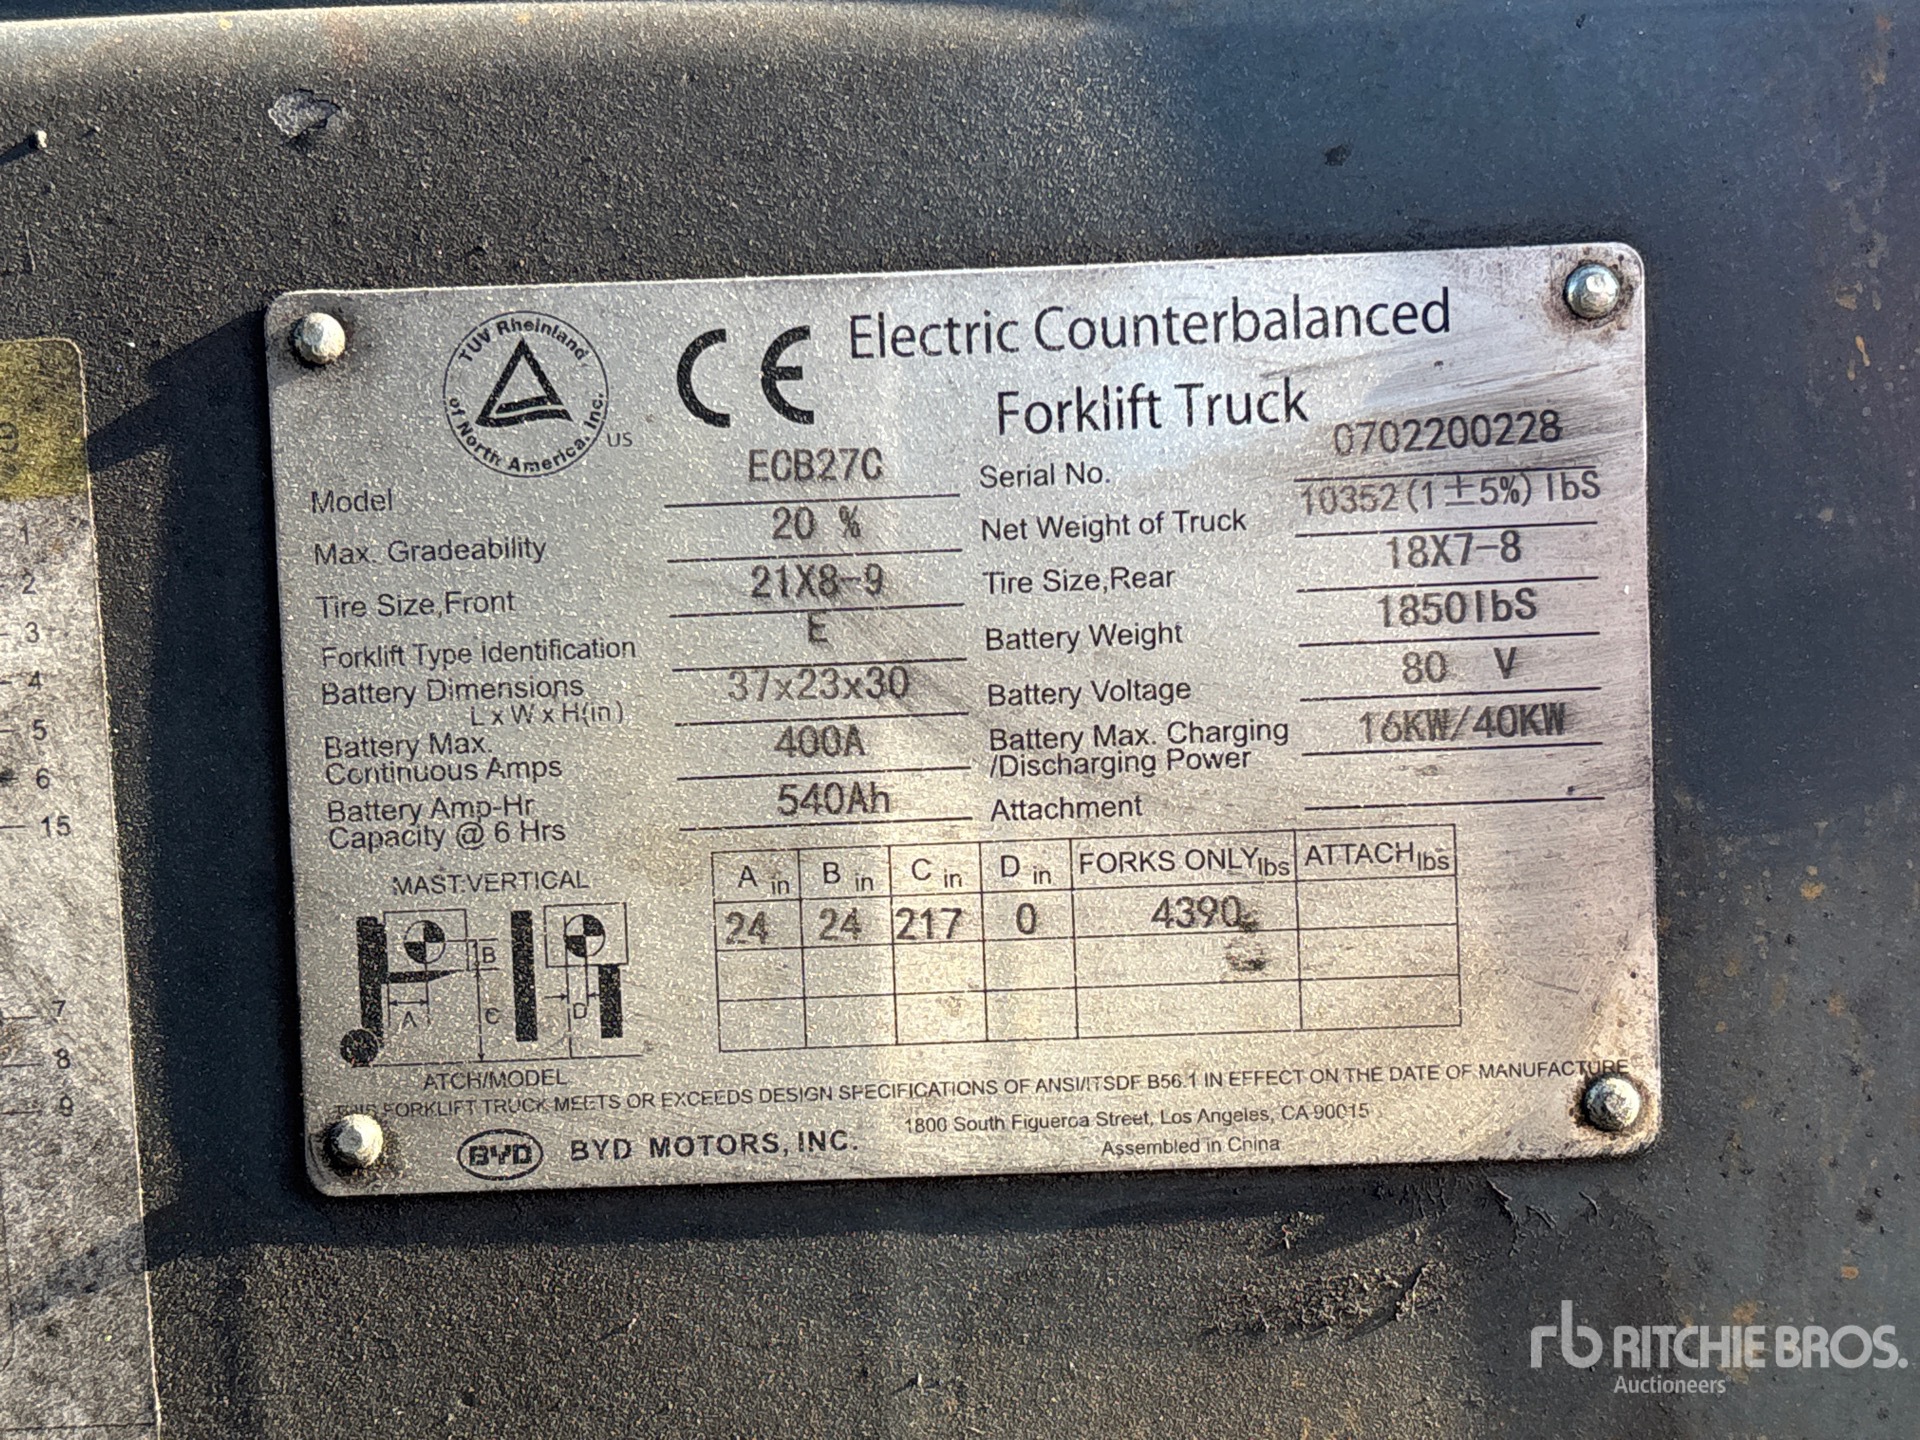 TUV Rheinland
of North America, Inc.
US
CE
Electric Counterbalanced
Forklift Truck
Model ECB27C
Serial No. 0702200228
Max. Gradeability 20 %
Net Weight of Truck 10352(1±5%) lbS
Tire Size,Front 21X8-9
Tire Size,Rear 18X7-8
Forklift Type Identification E
Battery Weight 1850lbS
Battery Dimensions
L x W x H(in) 37x23x30
Battery Voltage 80 V
Battery Max.
Continuous Amps 400A
Battery Max. Charging
/Discharging Power 16KW/40KW
Battery Amp-Hr
Capacity @ 6 Hrs 540Ah
Attachment
MAST:VERTICAL
A in B in C in D in FORKS ONLY lbs ATTACH lbs
24 24 217 0 4390
B
A C D
ATCH/MODEL
THIS FORKLIFT TRUCK MEETS OR EXCEEDS DESIGN SPECIFICATIONS OF ANSI/ITSDF B56.1 IN EFFECT ON THE DATE OF MANUFACTURE
1800 South Figueroa Street, Los Angeles, CA 90015
BYD BYD MOTORS, INC.
Assembled in China
e
1
2
3
4
5
6
15
7
8
9
rb RITCHIE BROS.
Auctioneers